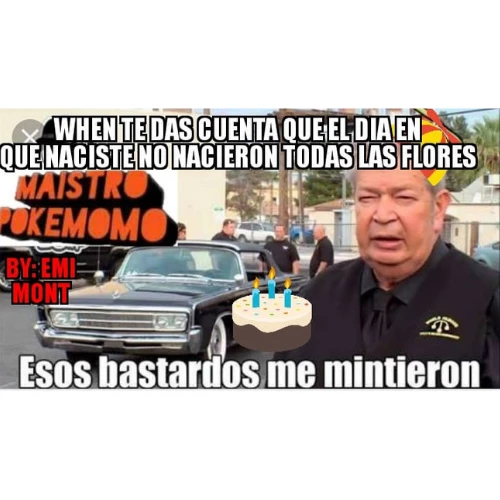 WHEN TE DAS CUENTA QUE EL DIA EN
QUE NACISTE NO NACIERON TODAS LAS FLORES
MAISTRO
POKEMOMO
BY: EMI
MONT
Esos bastardos me mintieron